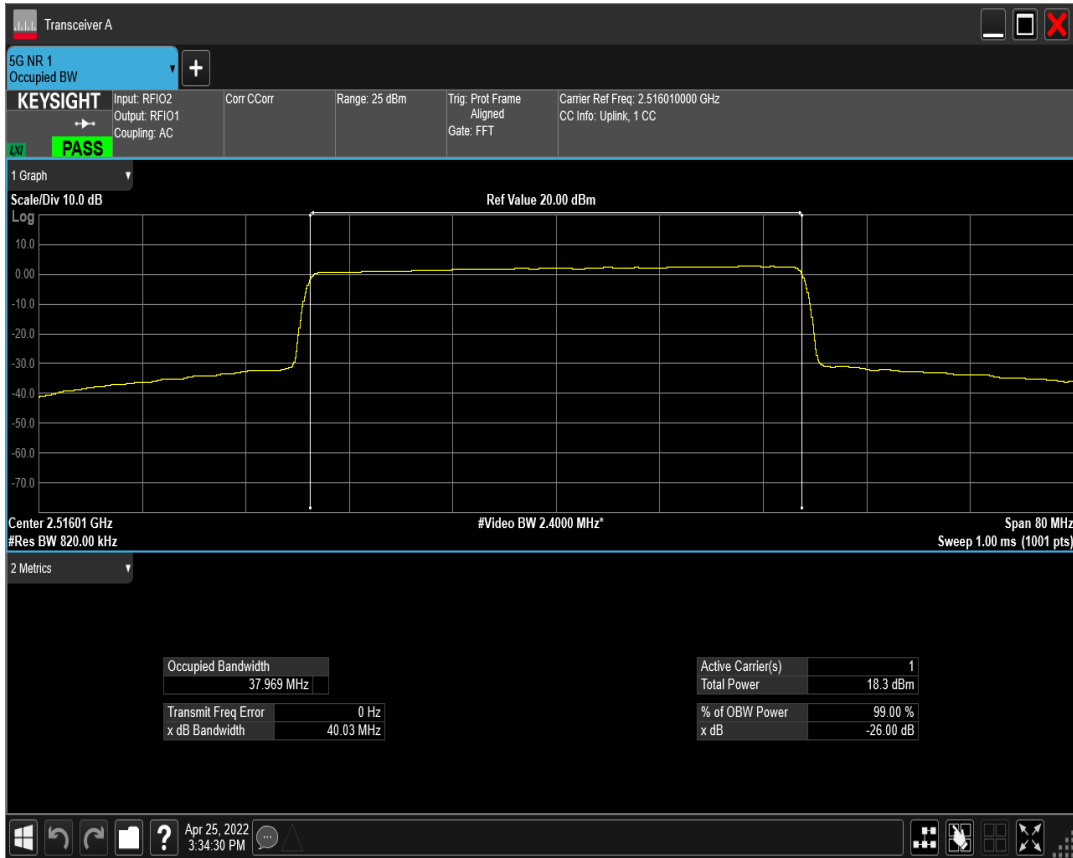 Transceiver A
5G NR 1
Occupied BW
KEYSIGHT
LXI
PASS
Input: RFIO2
Output: RFIO1
Coupling: AC
Corr CCorr
Range: 25 dBm
Trig: Prot Frame
Aligned
Gate: FFT
Carrier Ref Freq: 2.516010000 GHz
CC Info: Uplink, 1 CC
1 Graph
Scale/Div 10.0 dB
Ref Value 20.00 dBm
Log
10.0
0.00
-10.0
-20.0
-30.0
-40.0
-50.0
-60.0
-70.0
Center 2.51601 GHz
#Video BW 2.4000 MHz*
Span 80 MHz
#Res BW 820.00 kHz
Sweep 1.00 ms (1001 pts)
2 Metrics
Occupied Bandwidth
37.969 MHz
Transmit Freq Error 0 Hz
x dB Bandwidth 40.03 MHz
Active Carrier(s) 1
Total Power 18.3 dBm
% of OBW Power 99.00 %
x dB -26.00 dB
?
Apr 25, 2022
3:34:30 PM